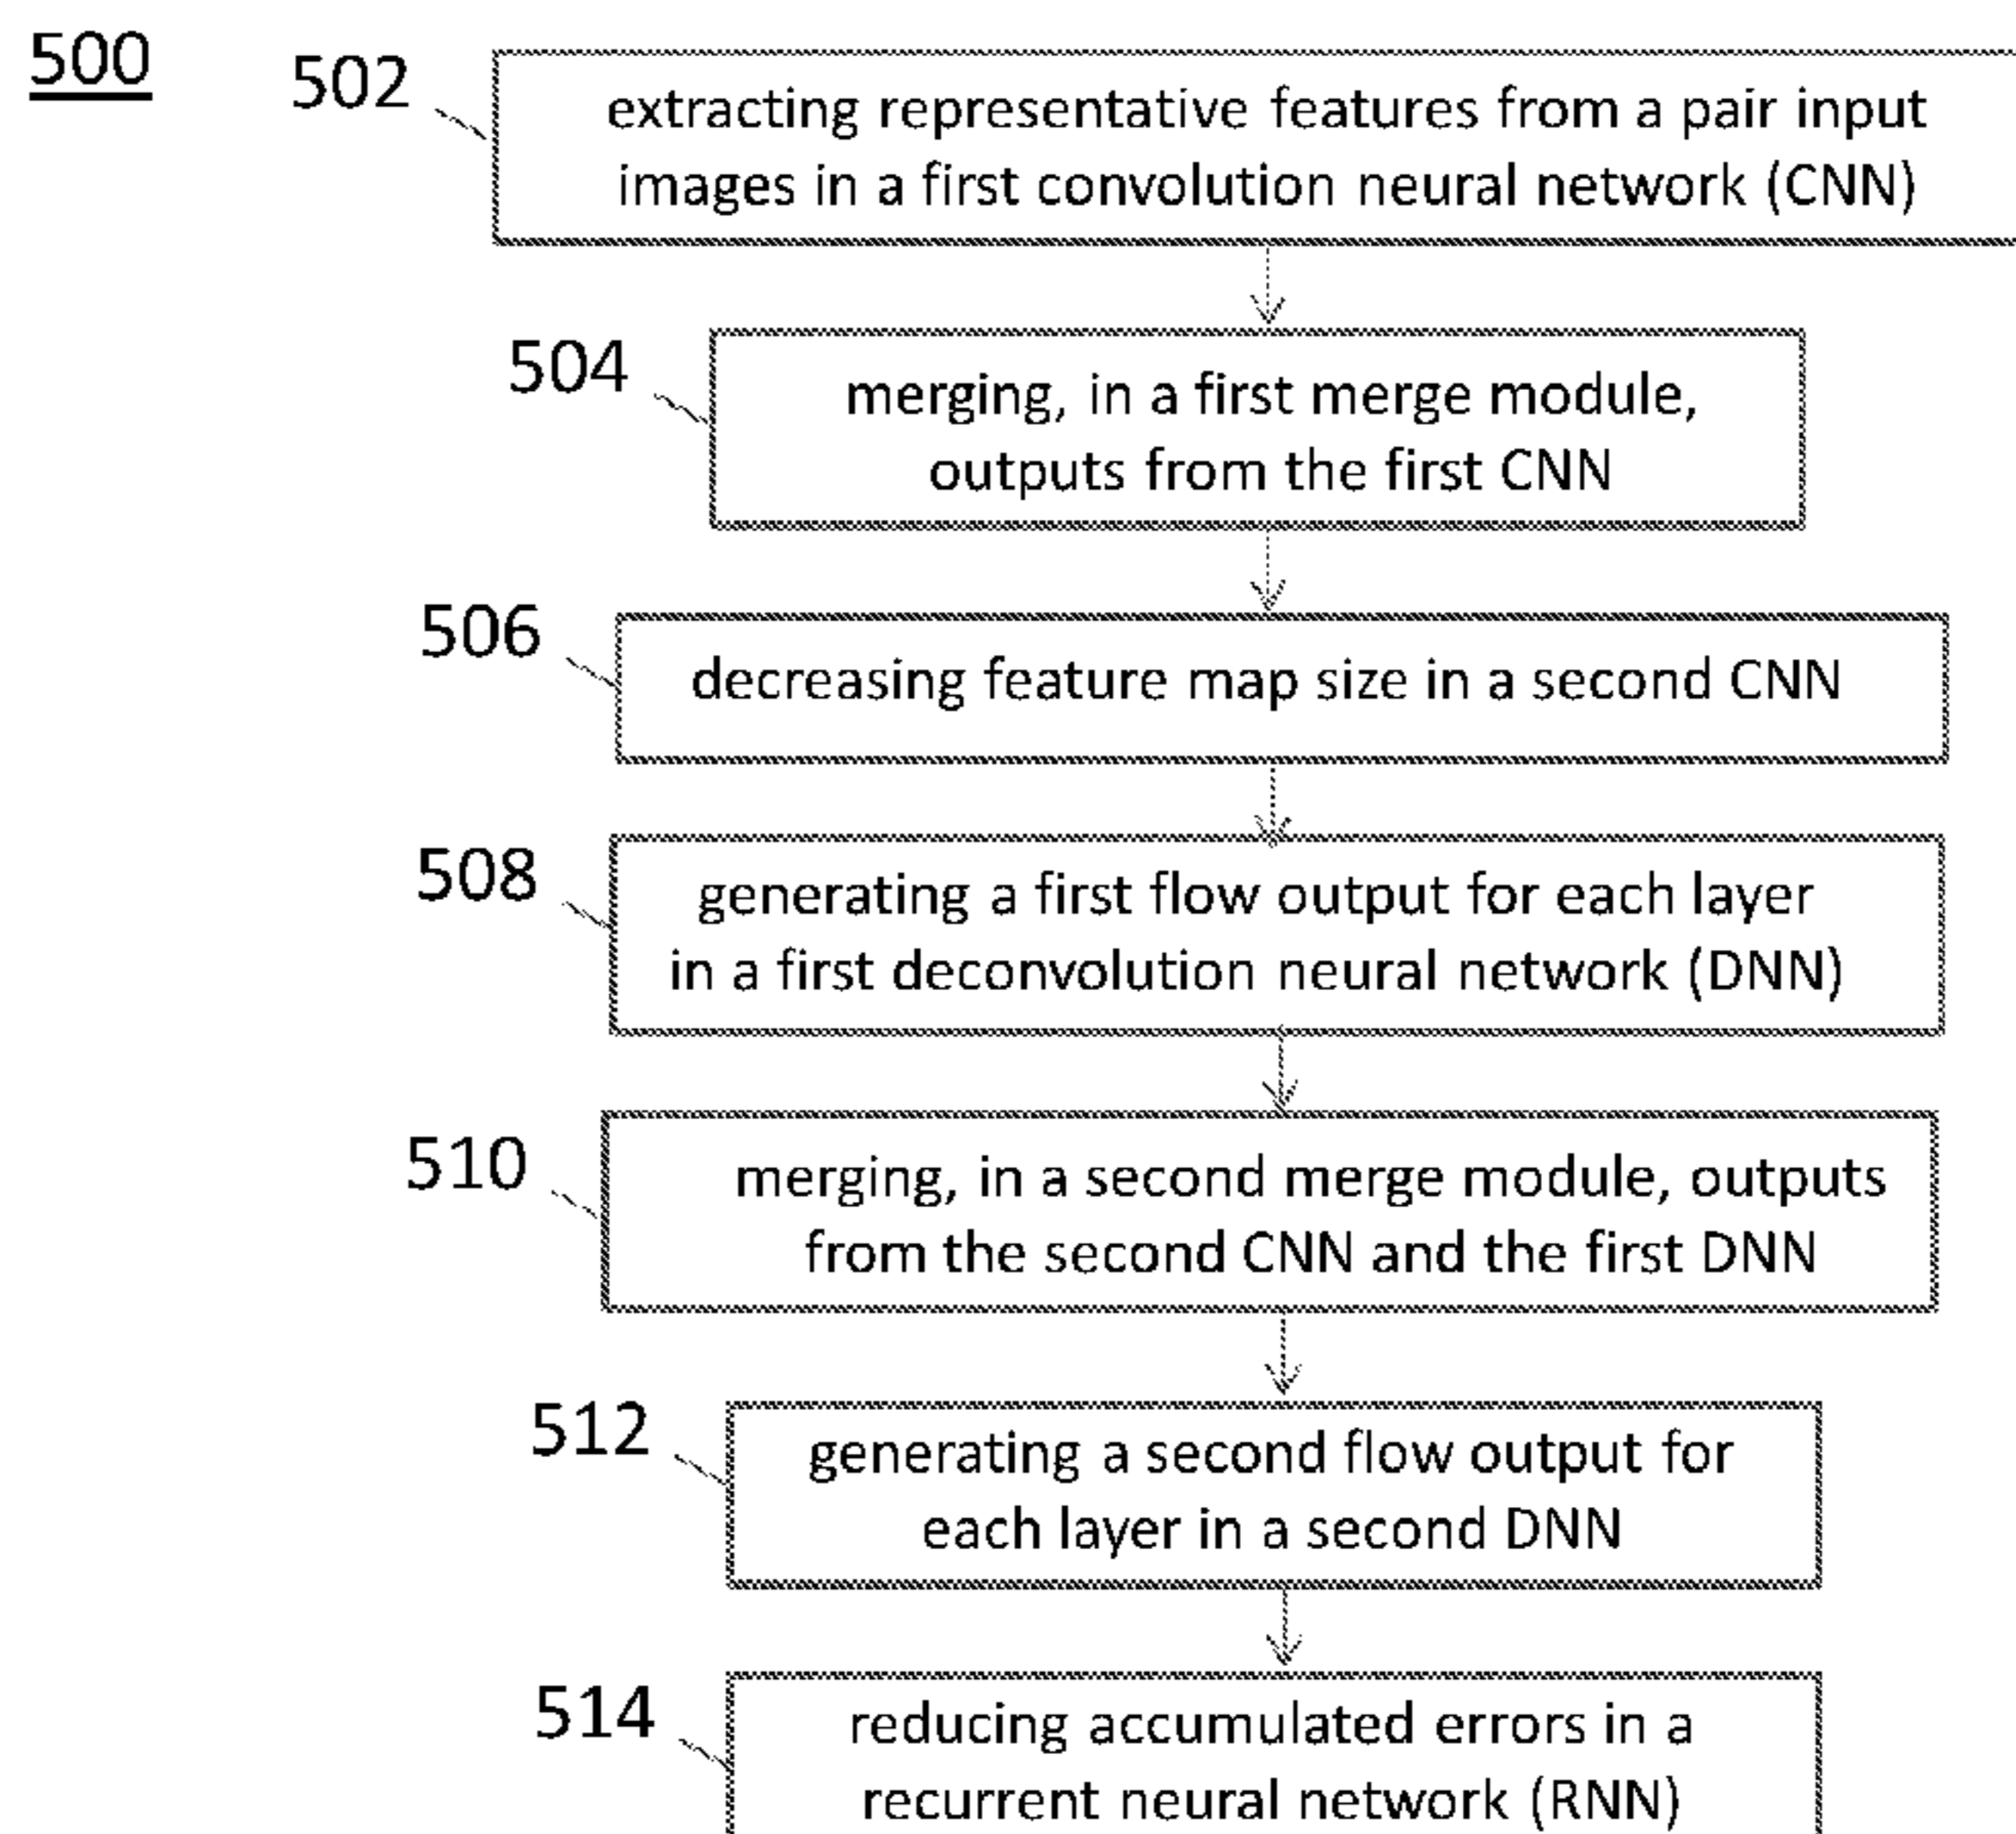 500
502
extracting representative features from a pair input
images in a first convolution neural network (CNN)
504
merging, in a first merge module,
outputs from the first CNN
506
decreasing feature map size in a second CNN
508
generating a first flow output for each layer
in a first deconvolution neural network (DNN)
510
merging, in a second merge module, outputs
from the second CNN and the first DNN
512
generating a second flow output for
each layer in a second DNN
514
reducing accumulated errors in a
recurrent neural network (RNN)